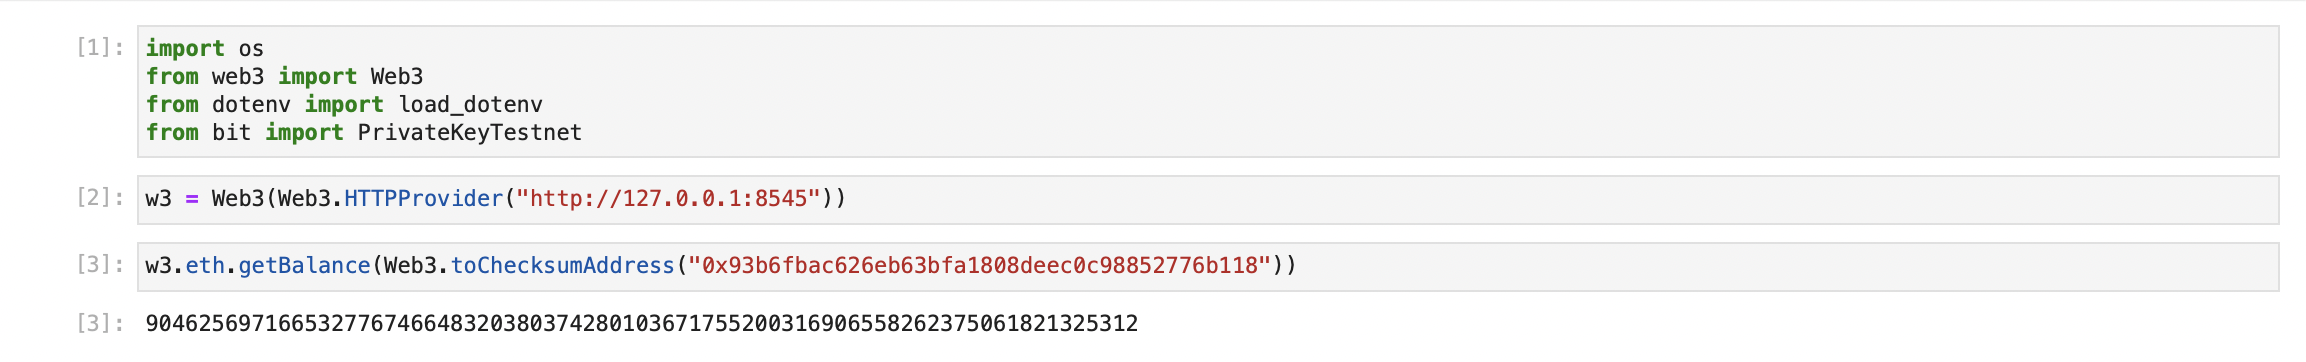 [1]: import os
from web3 import Web3
from dotenv import load_dotenv
from bit import PrivateKeyTestnet
[2]: w3 = Web3(Web3.HTTPProvider("http://127.0.0.1:8545"))
[3]: w3.eth.getBalance(Web3.toChecksumAddress("0x93b6fbac626eb63bfa1808deec0c98852776b118"))
[3]: 904625697166532776746648320380374280103671755200316906558262375061821325312